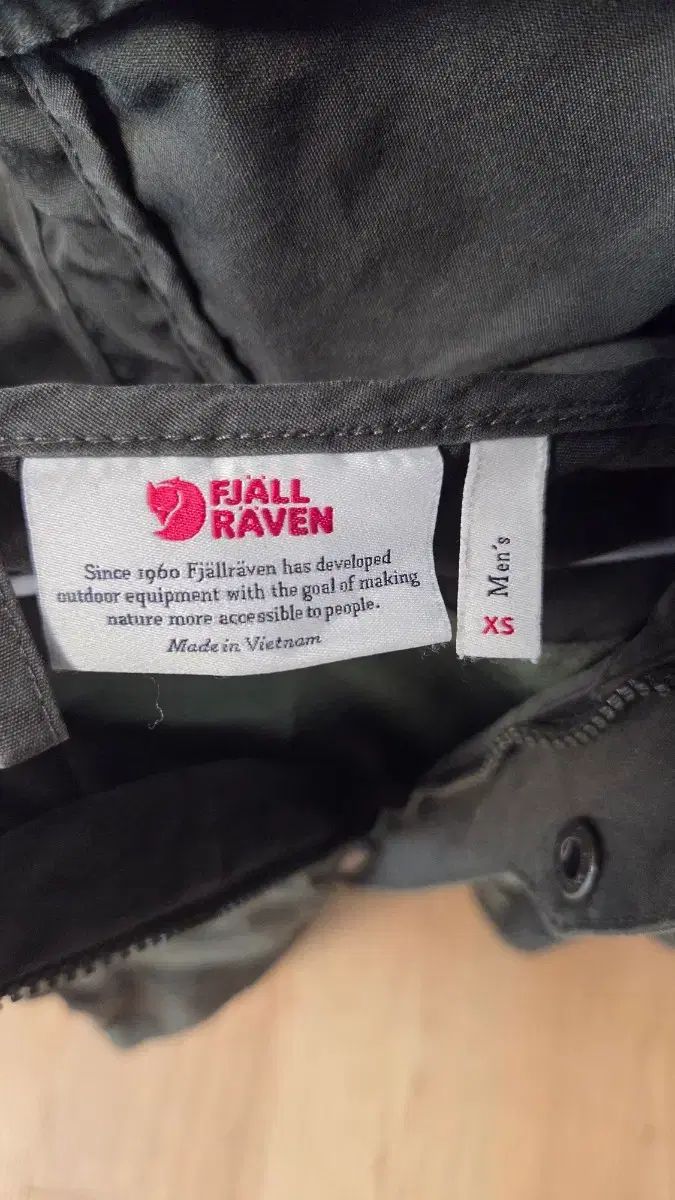 FJÄLL
RÄVEN
Since 1960 Fjällräven has developed
outdoor equipment with the goal of making
nature more accessible to people.
Made in Vietnam
Men's
XS